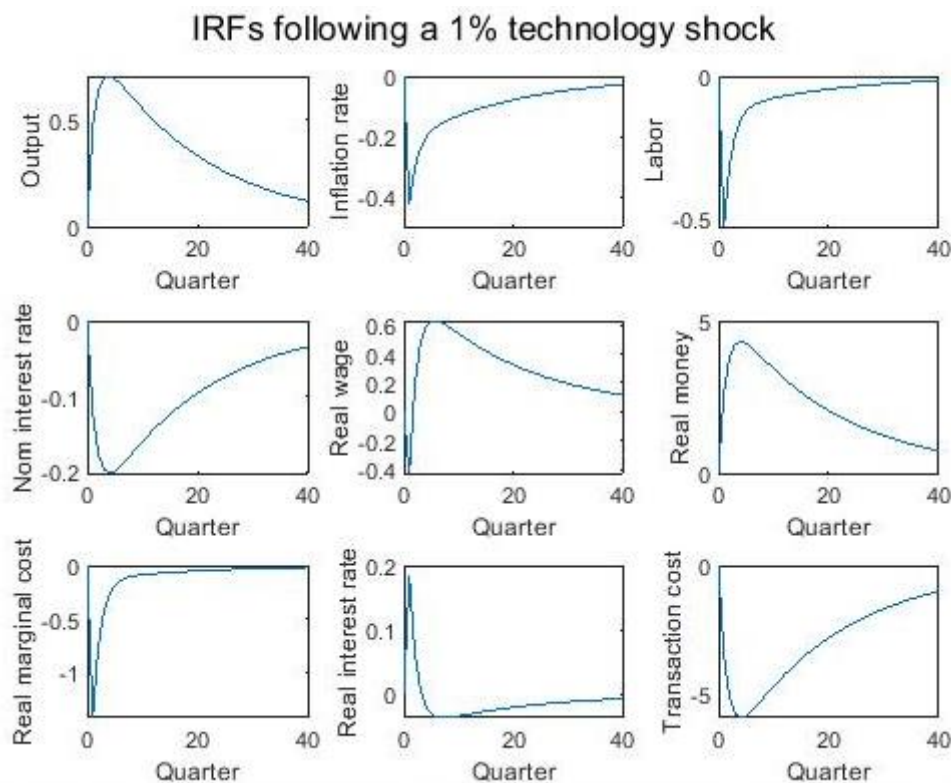 IRFs following a 1% technology shock
Output
0.5
0
0 20 40
Quarter
Inflation rate
0
-0.2
-0.4
0 20 40
Quarter
Labor
0
-0.5
0 20 40
Quarter
Nom interest rate
0
-0.1
-0.2
0 20 40
Quarter
Real wage
0.6
0.4
0.2
0
-0.2
-0.4
0 20 40
Quarter
Real money
5
0
0 20 40
Quarter
Real marginal cost
0
-0.5
-1
0 20 40
Quarter
Real interest rate
0.2
0.1
0
0 20 40
Quarter
Transaction cost
0
-5
0 20 40
Quarter